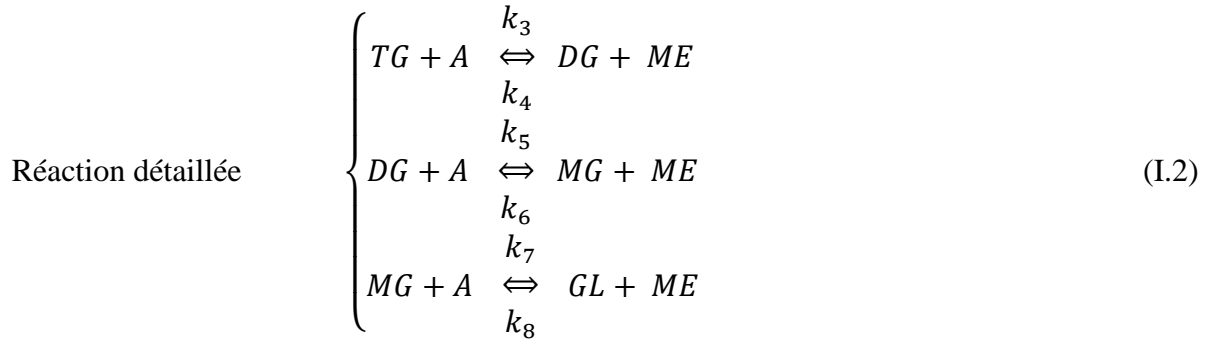 k₃
TG + A ⇔ DG + ME
k₄
k₅
Réaction détaillée DG + A ⇔ MG + ME (I.2)
k₆
k₇
MG + A ⇔ GL + ME
k₈